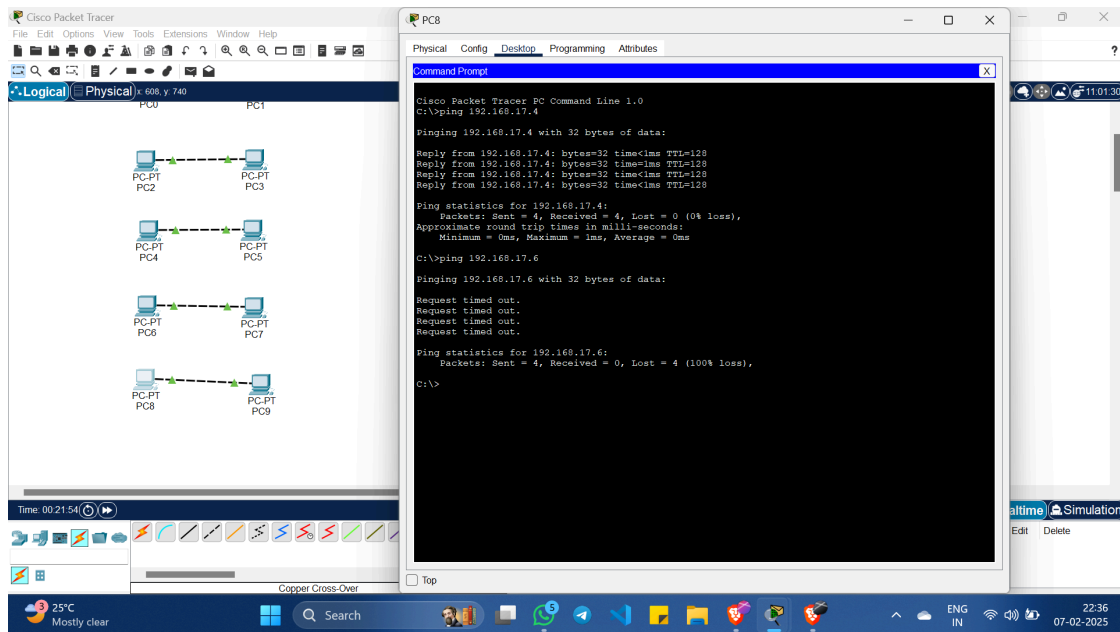 Cisco Packet Tracer
File Edit Options View Tools Extensions Window Help
?
Logical Physical x: 608, y: 740
11:01:30
PC0 PC1
PC-PT
PC2
PC-PT
PC3
PC-PT
PC4
PC-PT
PC5
PC-PT
PC6
PC-PT
PC7
PC-PT
PC8
PC-PT
PC9
PC8
Physical Config Desktop Programming Attributes
Command Prompt
X
Cisco Packet Tracer PC Command Line 1.0
C:\>ping 192.168.17.4
Pinging 192.168.17.4 with 32 bytes of data:
Reply from 192.168.17.4: bytes=32 time<1ms TTL=128
Reply from 192.168.17.4: bytes=32 time=1ms TTL=128
Reply from 192.168.17.4: bytes=32 time<1ms TTL=128
Reply from 192.168.17.4: bytes=32 time<1ms TTL=128
Ping statistics for 192.168.17.4:
Packets: Sent = 4, Received = 4, Lost = 0 (0% loss),
Approximate round trip times in milli-seconds:
Minimum = 0ms, Maximum = 1ms, Average = 0ms
C:\>ping 192.168.17.6
Pinging 192.168.17.6 with 32 bytes of data:
Request timed out.
Request timed out.
Request timed out.
Request timed out.
Ping statistics for 192.168.17.6:
Packets: Sent = 4, Received = 0, Lost = 4 (100% loss),
C:\>
Top
Time: 00:21:54
altime Simulation
Edit Delete
Copper Cross-Over
3
25°C
Mostly clear
Search
5
ENG
IN
22:36
07-02-2025